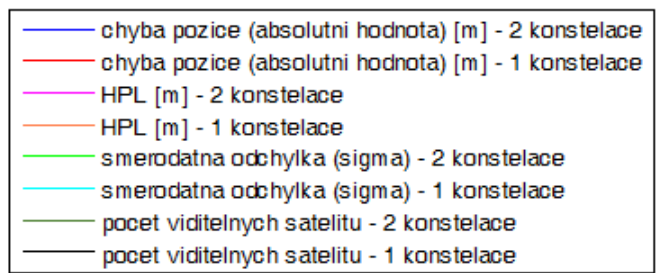 chyba pozice (absolutni hodnota) [m] - 2 konstelace
chyba pozice (absolutni hodnota) [m] - 1 konstelace
HPL [m] - 2 konstelace
HPL [m] - 1 konstelace
smerodatna odchylka (sigma) - 2 konstelace
smerodatna odchylka (sigma) - 1 konstelace
pocet viditelnych satelitu - 2 konstelace
pocet viditelnych satelitu - 1 konstelace